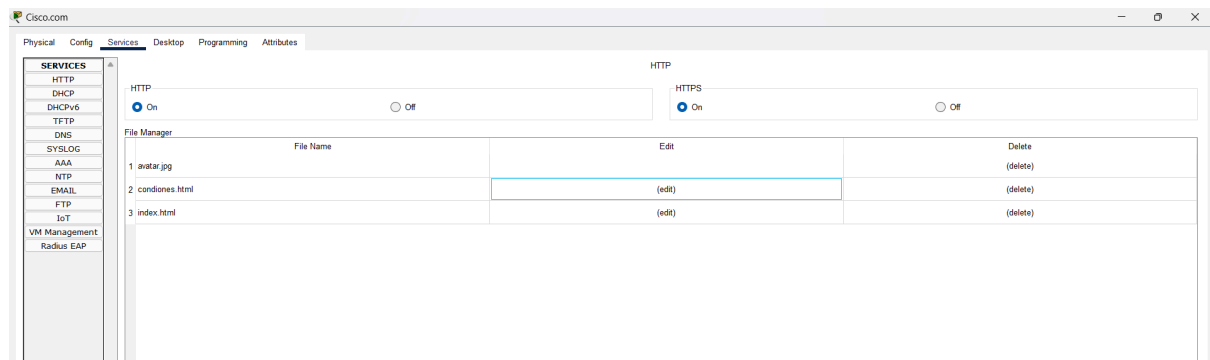 Cisco.com
Physical Config Services Desktop Programming Attributes
SERVICES
HTTP
DHCP
DHCPv6
TFTP
DNS
SYSLOG
AAA
NTP
EMAIL
FTP
IoT
VM Management
Radius EAP
HTTP
HTTP
On Off
HTTPS
On Off
File Manager
File Name Edit Delete
1 avatar.jpg (delete)
2 condiones.html (edit) (delete)
3 index.html (edit) (delete)